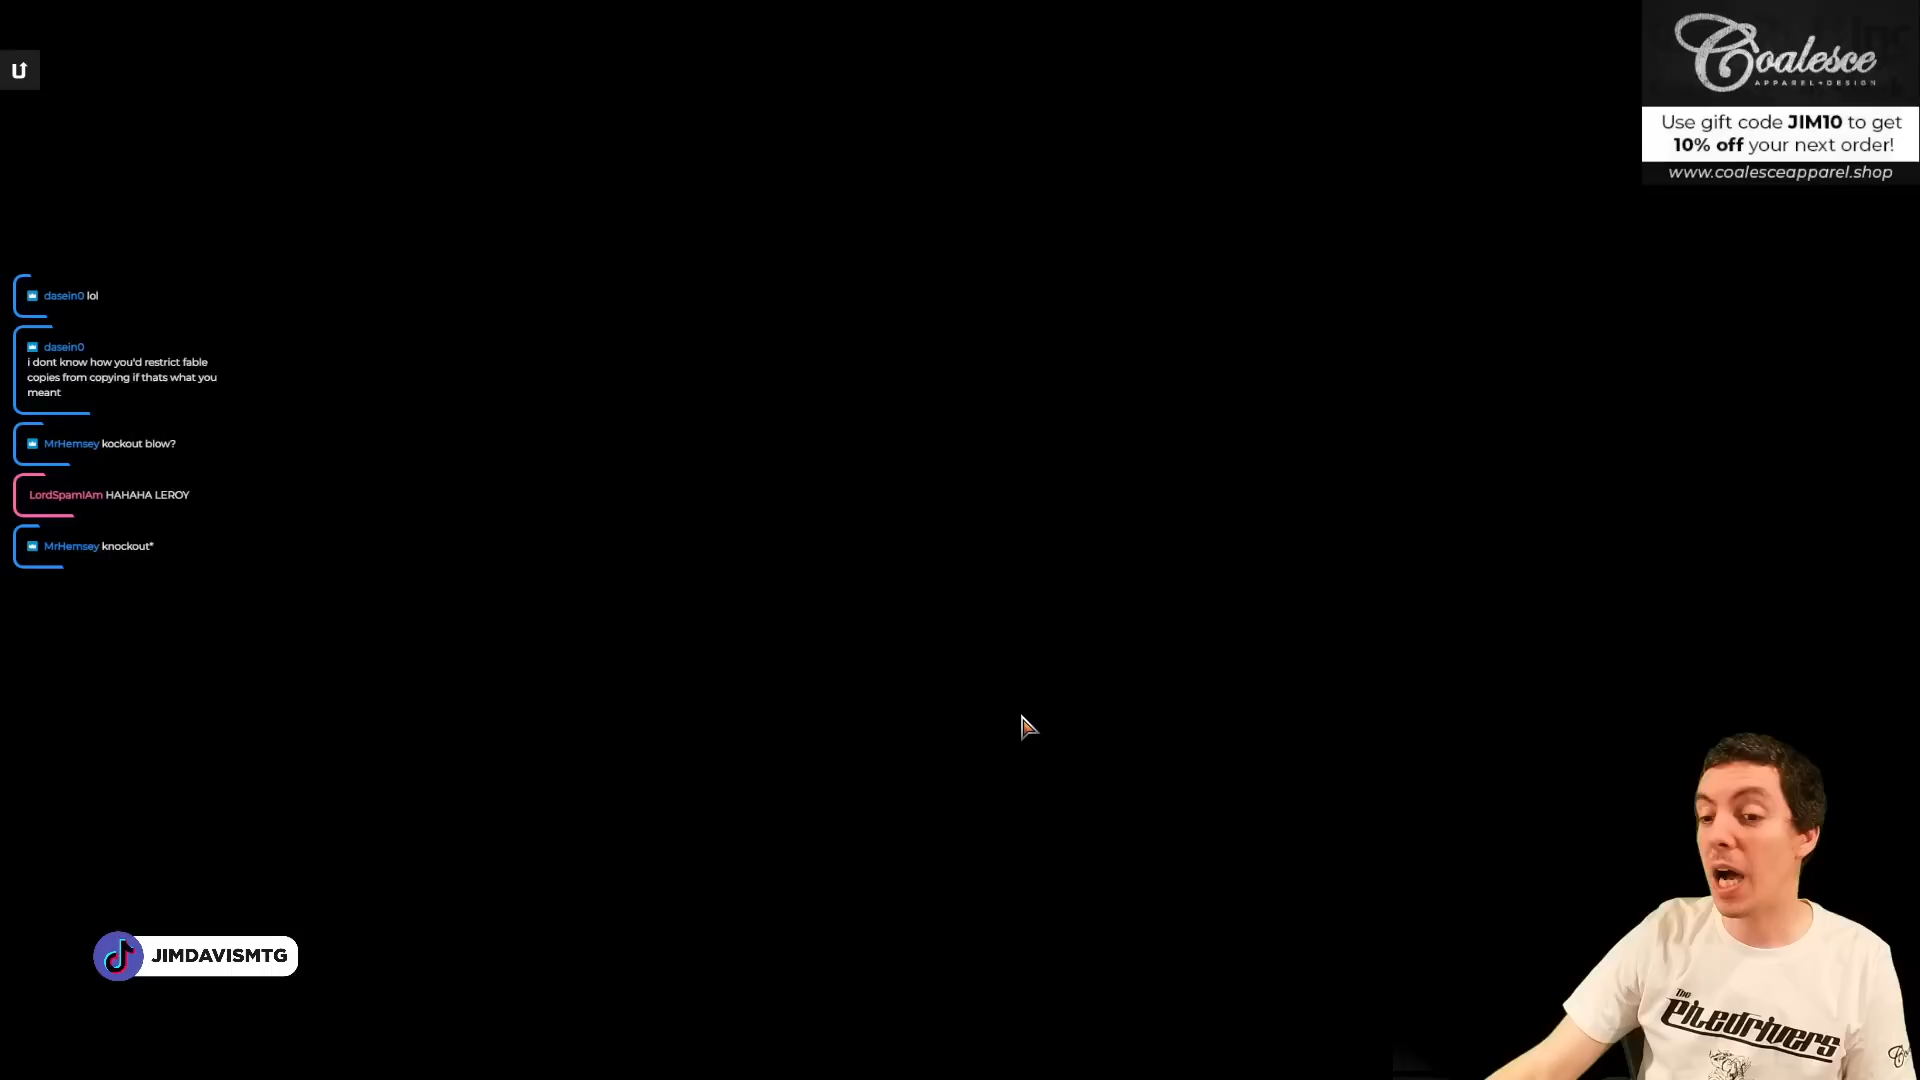 Coalesce
APPAREL+DESIGN
Use gift code JIM10 to get
10% off your next order!
www.coalesceapparel.shop
dasein0 lol
dasein0
i dont know how you'd restrict fable
copies from copying if thats what you
meant
MrHemsey kockout blow?
LordSpamIAm HAHAHA LEROY
MrHemsey knockout*
JIMDAVISMTG
The
Piledrivers